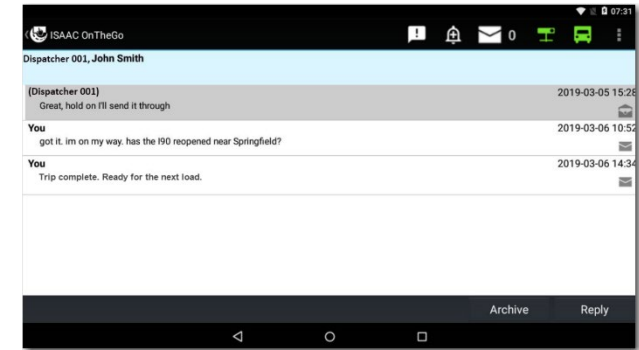 07:31
ISAAC OnTheGo
0
Dispatcher 001, John Smith
(Dispatcher 001)
2019-03-05 15:28
Great, hold on I'll send it through
You
2019-03-06 10:52
got it. im on my way. has the I90 reopened near Springfield?
You
2019-03-06 14:34
Trip complete. Ready for the next load.
Archive
Reply